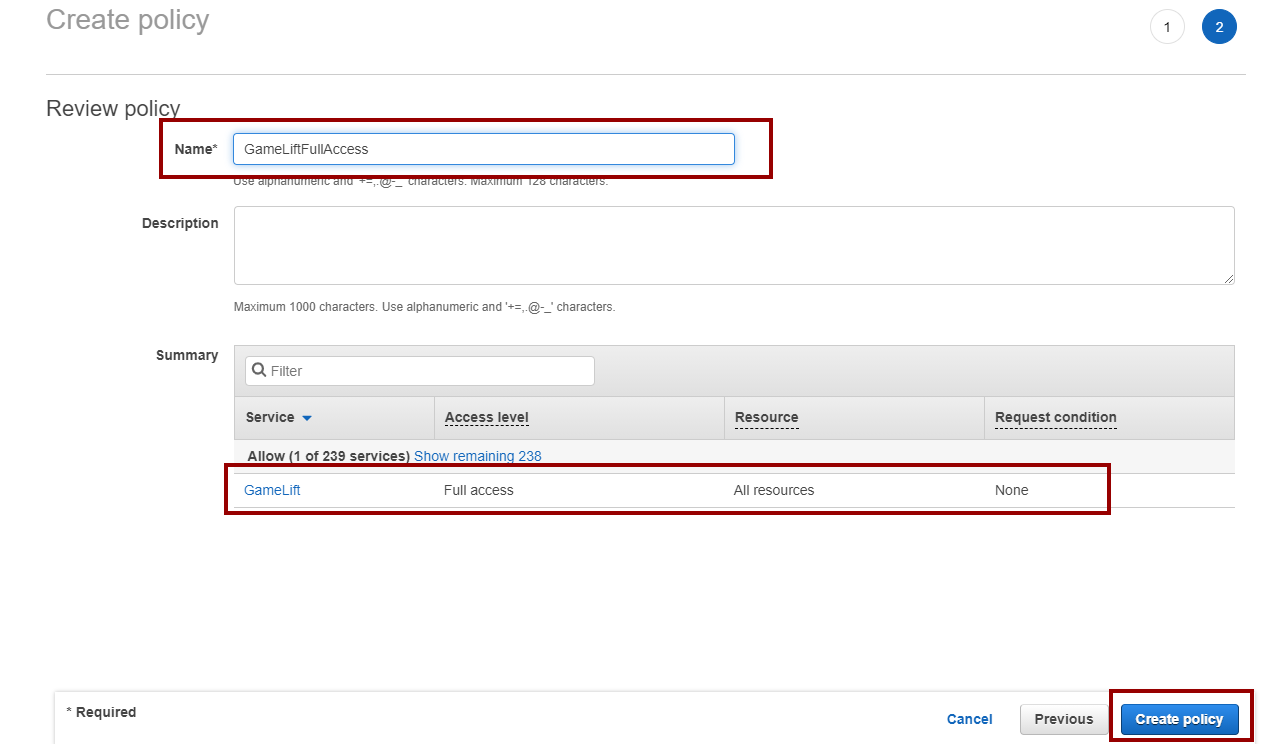 Create policy
1
2
Review policy
Name*
GameLiftFullAccess
Use alphanumeric and '+=,.@-_' characters. Maximum 128 characters.
Description
Maximum 1000 characters. Use alphanumeric and '+=,.@-_' characters.
Summary
Filter
Service Access level Resource Request condition
Allow (1 of 239 services) Show remaining 238
GameLift Full access All resources None
* Required
Cancel Previous Create policy